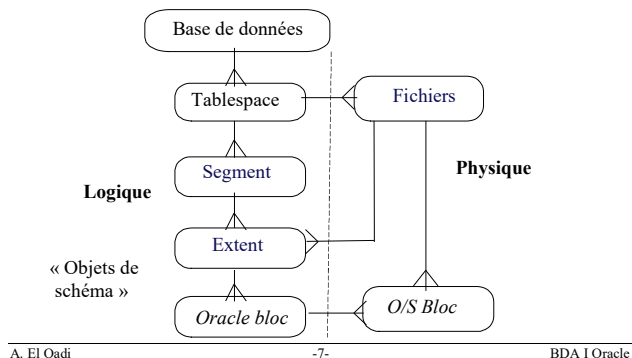 Base de données
Tablespace
Fichiers
Segment
Physique
Logique
Extent
« Objets de
schéma »
Oracle bloc
O/S Bloc
A. El Oadi
-7-
BDA I Oracle